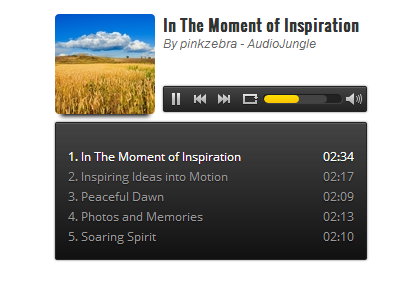 In The Moment of Inspiration
By pinkzebra - AudioJungle
1. In The Moment of Inspiration 02:34
2. Inspiring Ideas into Motion 02:17
3. Peaceful Dawn 02:09
4. Photos and Memories 02:13
5. Soaring Spirit 02:10